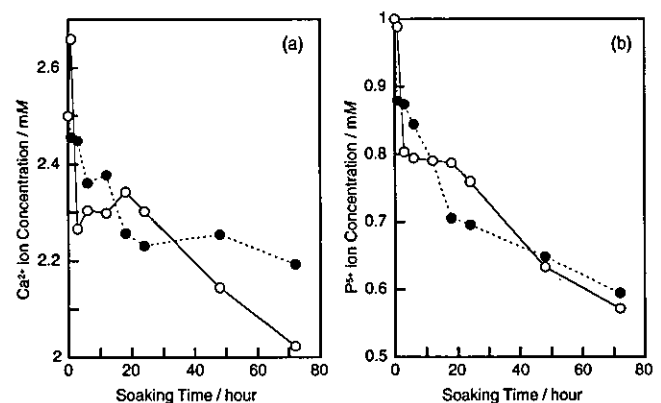 (a)
2.6
2.4
2.2
2
Ca²⁺ Ion Concentration / mM
0 20 40 60 80
Soaking Time / hour
(b)
1
0.9
0.8
0.7
0.6
0.5
P⁵⁺ Ion Concentration / mM
0 20 40 60 80
Soaking Time / hour